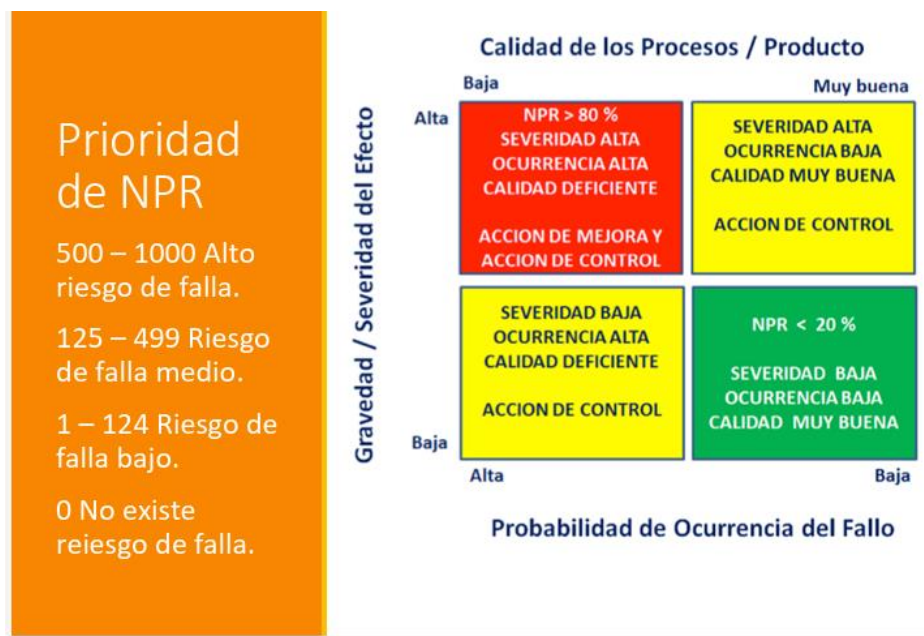 Prioridad
de NPR
500 – 1000 Alto
riesgo de falla.
125 – 499 Riesgo
de falla medio.
1 – 124 Riesgo de
falla bajo.
0 No existe
reiesgo de falla.
Calidad de los Procesos / Producto
Baja
Muy buena
Gravedad / Severidad del Efecto
Alta
NPR > 80 %
SEVERIDAD ALTA
OCURRENCIA ALTA
CALIDAD DEFICIENTE
ACCION DE MEJORA Y
ACCION DE CONTROL
SEVERIDAD ALTA
OCURRENCIA BAJA
CALIDAD MUY BUENA
ACCION DE CONTROL
SEVERIDAD BAJA
OCURRENCIA ALTA
CALIDAD DEFICIENTE
ACCION DE CONTROL
NPR < 20 %
SEVERIDAD BAJA
OCURRENCIA BAJA
CALIDAD MUY BUENA
Baja
Alta
Baja
Probabilidad de Ocurrencia del Fallo